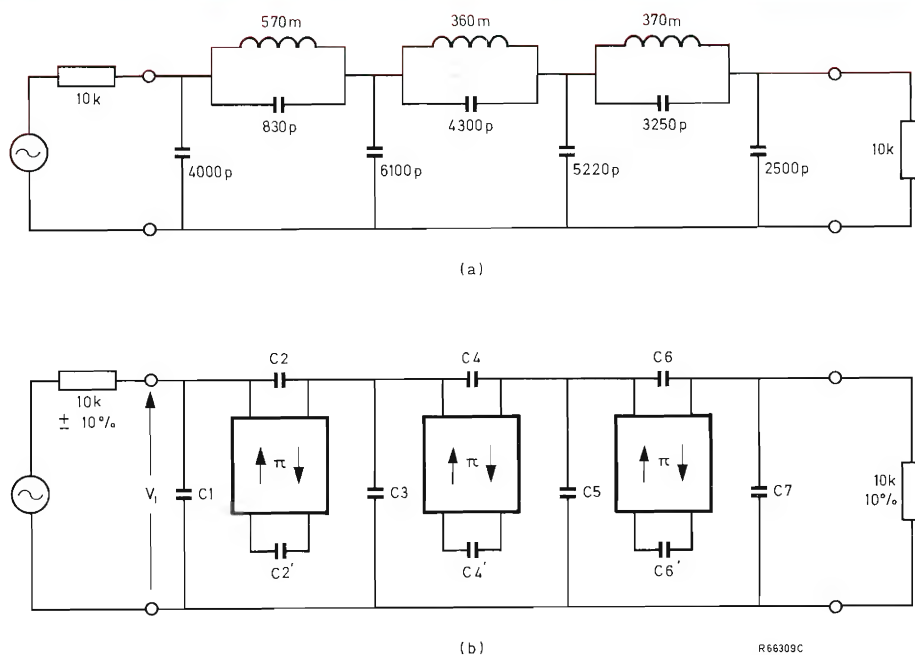 570m
360m
370m
10k
830p
4300p
3250p
4000p
6100p
5220p
2500p
10k
(a)
C2
C4
C6
10k
± 10%
π
π
π
V1
C1
C3
C5
C7
10k
10%
C2'
C4'
C6'
(b)
R66309C